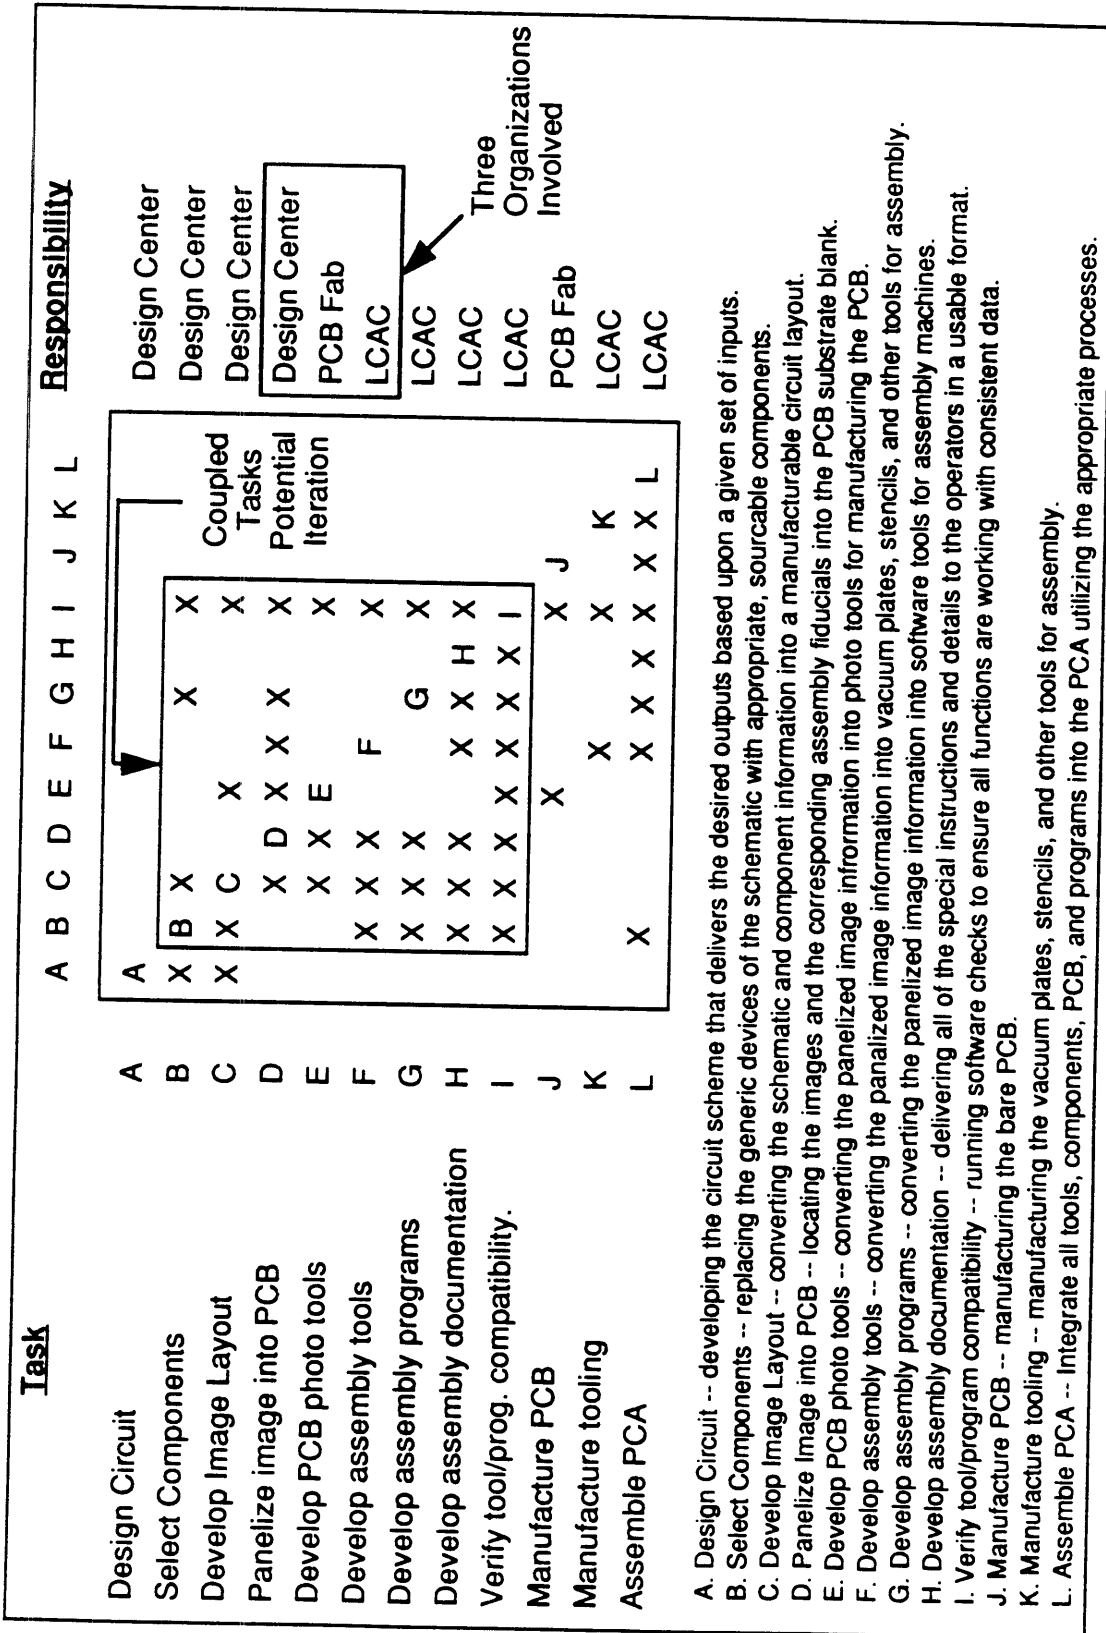 Task
Responsibility
A B C D E F G H I J K L
Design Circuit A A Design Center
Select Components B X B X X X Design Center
Develop Image Layout C X X C X X Design Center
Panelize image into PCB D X D X X X X Design Center
Develop PCB photo tools E X X E X PCB Fab
Develop assembly tools F X X X F X LCAC
Develop assembly programs G X X X G X LCAC
Develop assembly documentation H X X X X X H X LCAC
Verify tool/prog. compatibility. I X X X X X X X I LCAC
Manufacture PCB J X X J PCB Fab
Manufacture tooling K X X K LCAC
Assemble PCA L X X X X X X X L LCAC
Coupled
Tasks
Potential
Iteration
Three
Organizations
Involved
A. Design Circuit -- developing the circuit scheme that delivers the desired outputs based upon a given set of inputs.
B. Select Components -- replacing the generic devices of the schematic with appropriate, sourcable components.
C. Develop Image Layout -- converting the schematic and component information into a manufacturable circuit layout.
D. Panelize Image into PCB -- locating the images and the corresponding assembly fiducials into the PCB substrate blank.
E. Develop PCB photo tools -- converting the panelized image infromation into photo tools for manufacturing the PCB.
F. Develop assembly tools -- converting the panalized image information into vacuum plates, stencils, and other tools for assembly.
G. Develop assembly programs -- converting the panelized image information into software tools for assembly machines.
H. Develop assembly documentation -- delivering all of the special instructions and details to the operators in a usable format.
I. Verify tool/program compatibility -- running software checks to ensure all functions are working with consistent data.
J. Manufacture PCB -- manufacturing the bare PCB.
K. Manufacture tooling -- manufacturing the vacuum plates, stencils, and other tools for assembly.
L. Assemble PCA -- Integrate all tools, components, PCB, and programs into the PCA utilizing the appropriate processes.